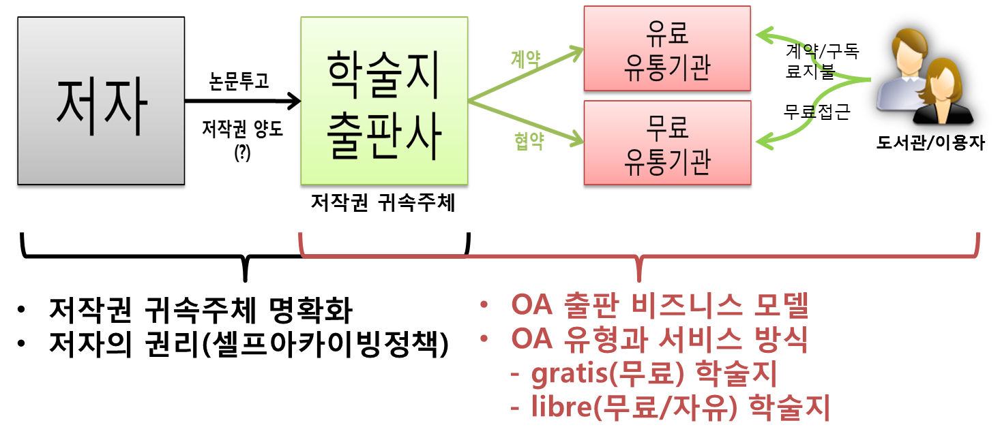 저자
논문투고
저작권 양도
(?)
학술지
출판사
저작권 귀속주체
계약
협약
유료
유통기관
무료
유통기관
계약/구독
료지불
무료접근
도서관/이용자
• 저작권 귀속주체 명확화
• 저자의 권리(셀프아카이빙정책)
• OA 출판 비즈니스 모델
• OA 유형과 서비스 방식
- gratis(무료) 학술지
- libre(무료/자유) 학술지